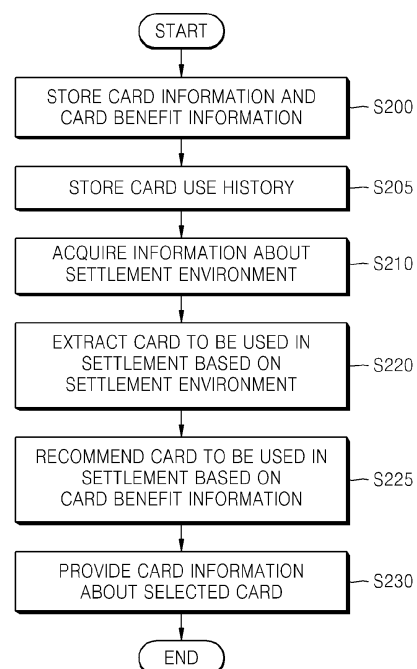 START
STORE CARD INFORMATION AND
CARD BENEFIT INFORMATION
S200
STORE CARD USE HISTORY
S205
ACQUIRE INFORMATION ABOUT
SETTLEMENT ENVIRONMENT
S210
EXTRACT CARD TO BE USED IN
SETTLEMENT BASED ON
SETTLEMENT ENVIRONMENT
S220
RECOMMEND CARD TO BE USED IN
SETTLEMENT BASED ON
CARD BENEFIT INFORMATION
S225
PROVIDE CARD INFORMATION
ABOUT SELECTED CARD
S230
END